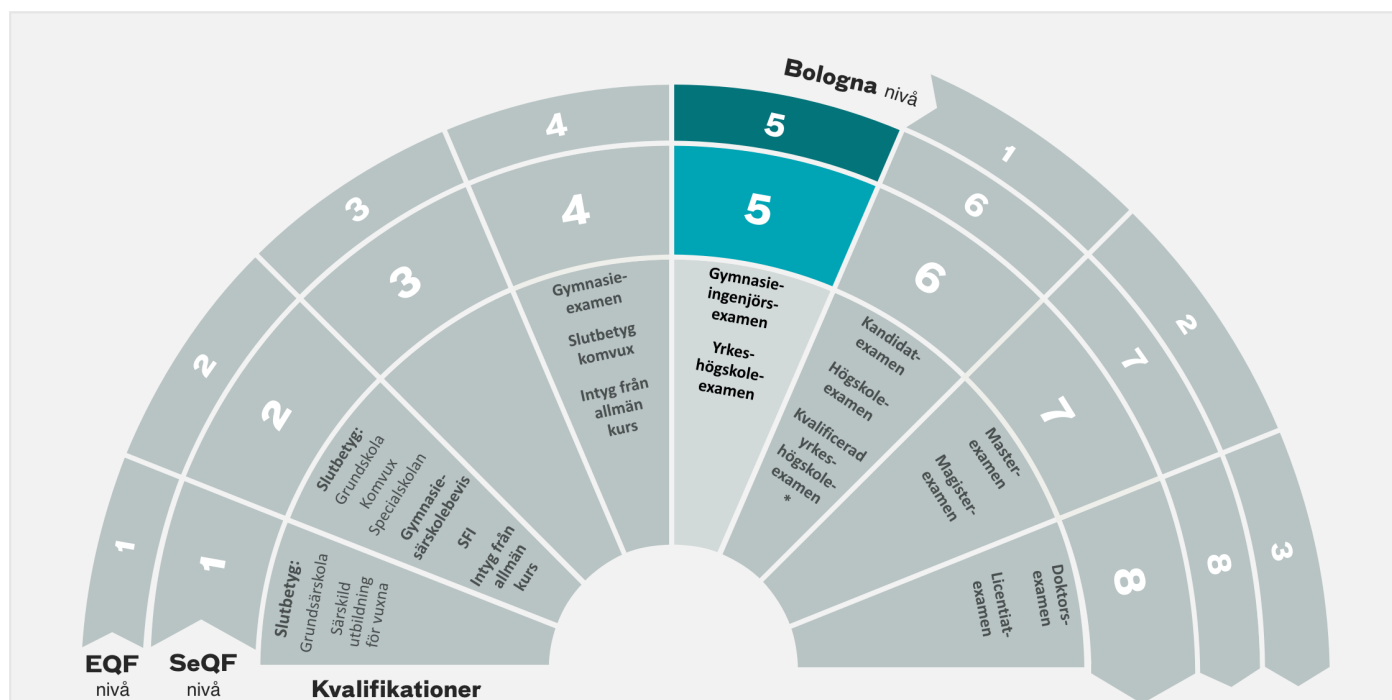 Bologna nivå
1
2
3
1
2
3
4
5
6
7
8
1
2
3
4
5
6
7
8
Slutbetyg:
Grundsärskola
Särskild
utbildning
för vuxna
Slutbetyg:
Grundskola
Komvux
Specialskolan
Gymnasie-
särskolebevis
SFI
Intyg från
allmän
kurs
Gymnasie-
examen
Slutbetyg
komvux
Intyg från
allmän
kurs
Gymnasie-
ingenjörs-
examen
Yrkes-
högskole-
examen
Kandidat-
examen
Högskole-
examen
Kvalificerad
yrkes-
högskole-
examen
*
Master-
examen
Magister-
examen
Doktors-
examen
Licentiat-
examen
EQF
nivå
SeQF
nivå
Kvalifikationer